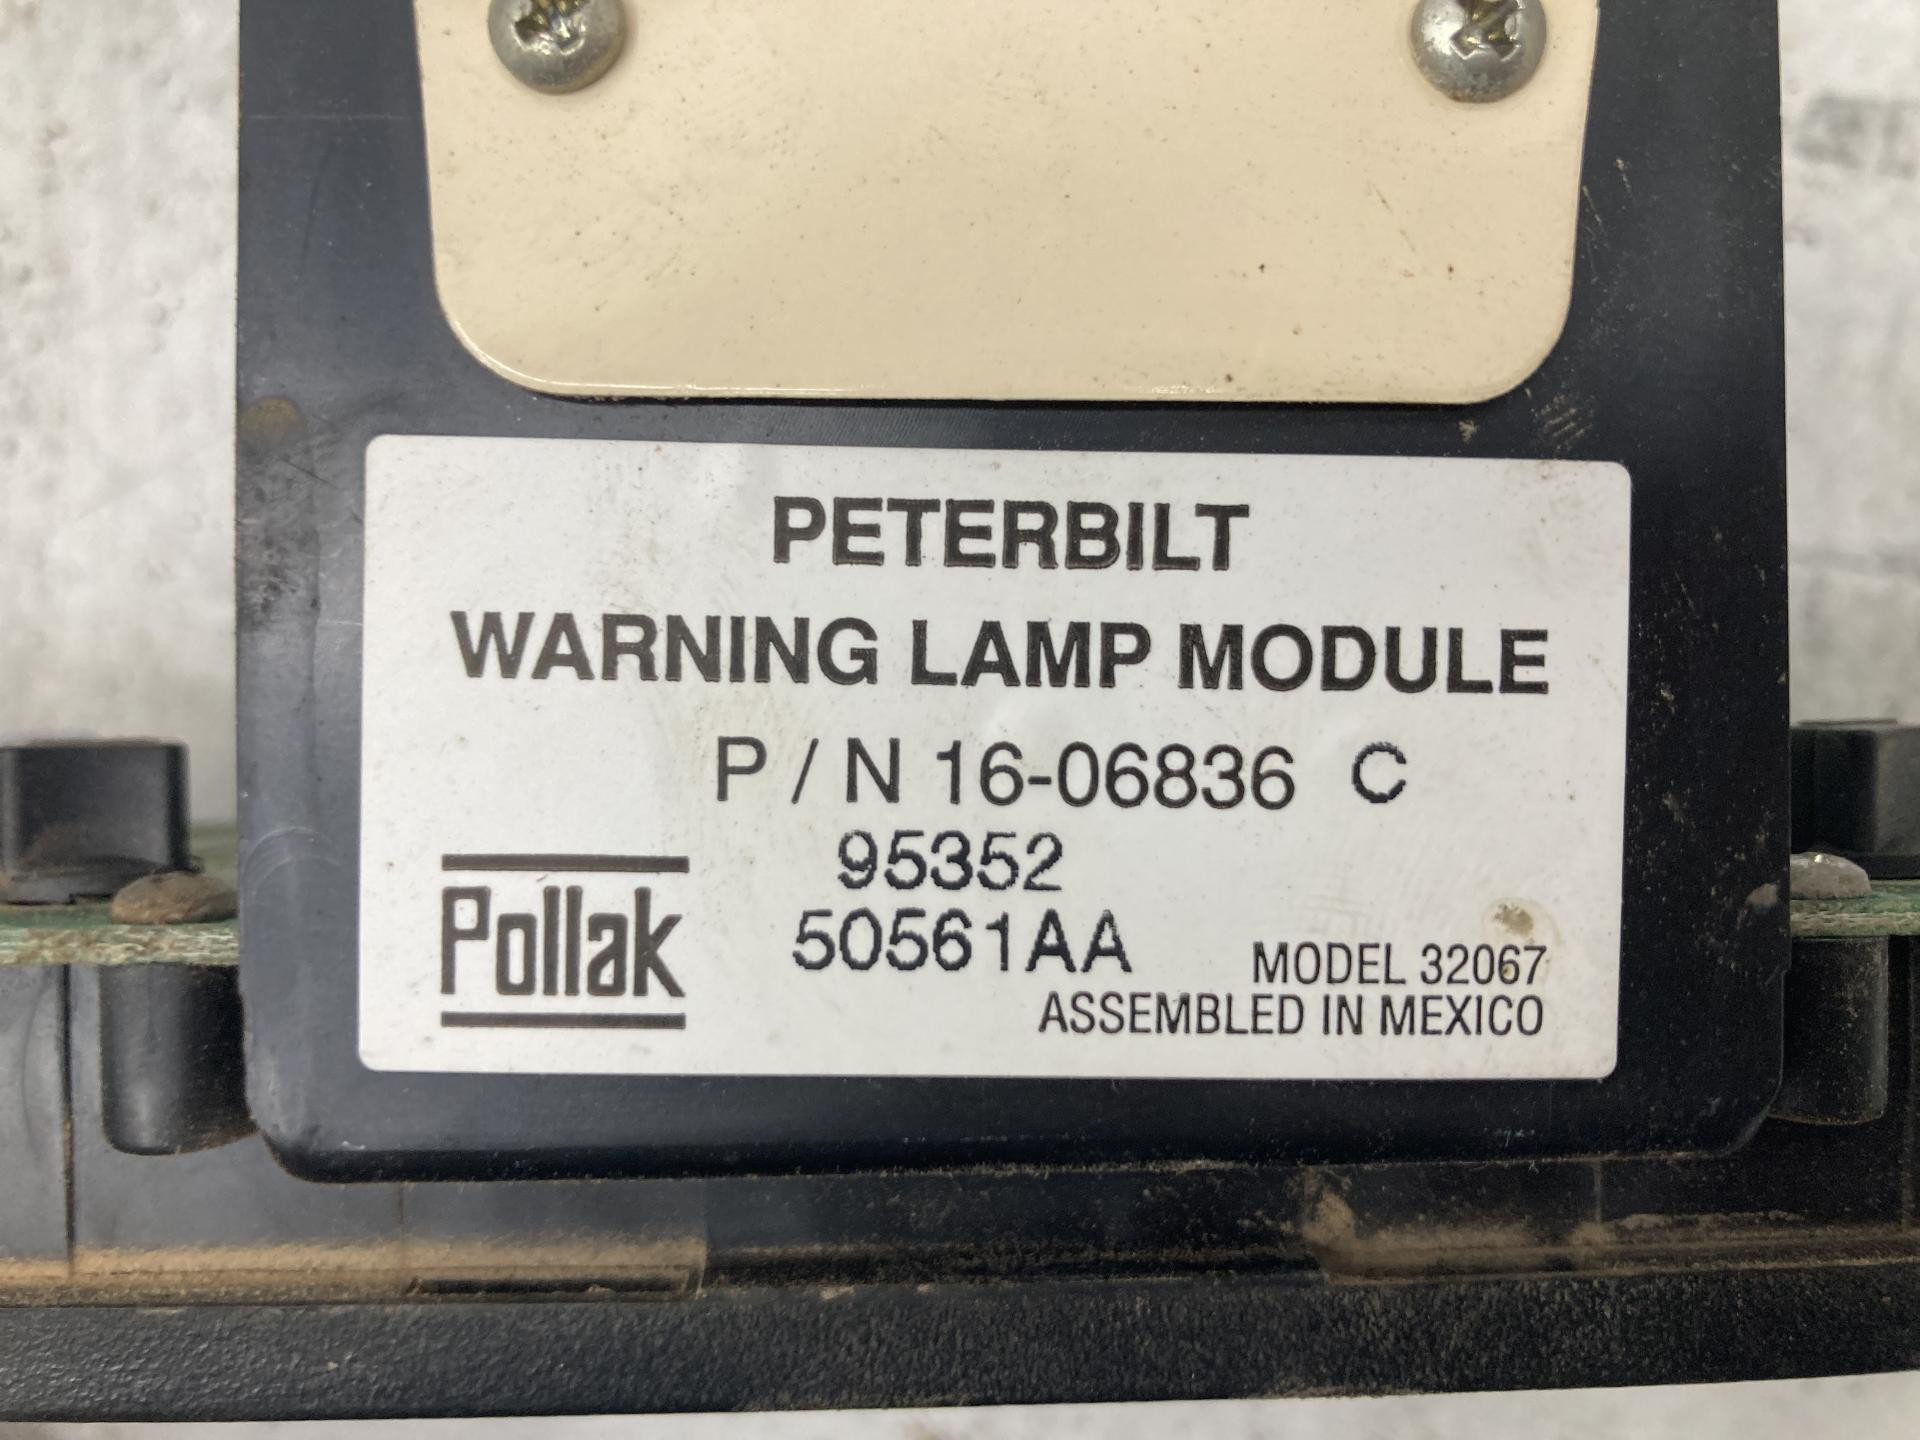 PETERBILT
WARNING LAMP MODULE
P / N 16-06836 C
95352
Pollak
50561AA
MODEL 32067
ASSEMBLED IN MEXICO